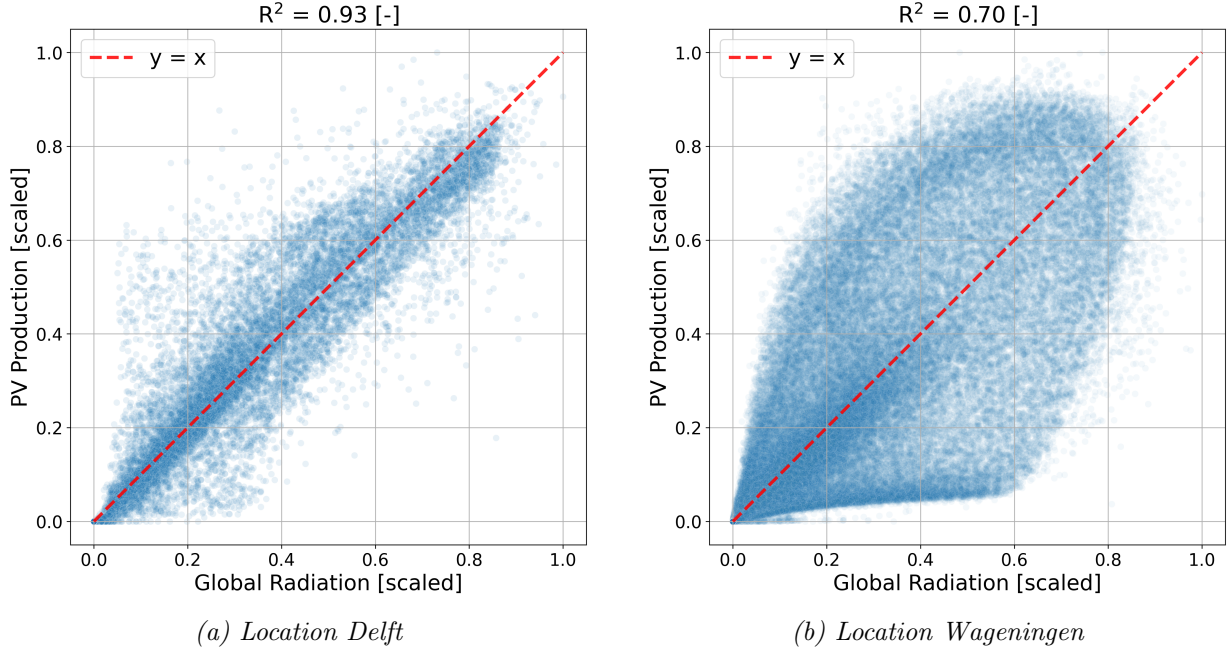 R² = 0.93 [-]
y = x
PV Production [scaled]
1.0
0.8
0.6
0.4
0.2
0.0
0.0 0.2 0.4 0.6 0.8 1.0
Global Radiation [scaled]
(a) Location Delft
R² = 0.70 [-]
y = x
PV Production [scaled]
1.0
0.8
0.6
0.4
0.2
0.0
0.0 0.2 0.4 0.6 0.8 1.0
Global Radiation [scaled]
(b) Location Wageningen